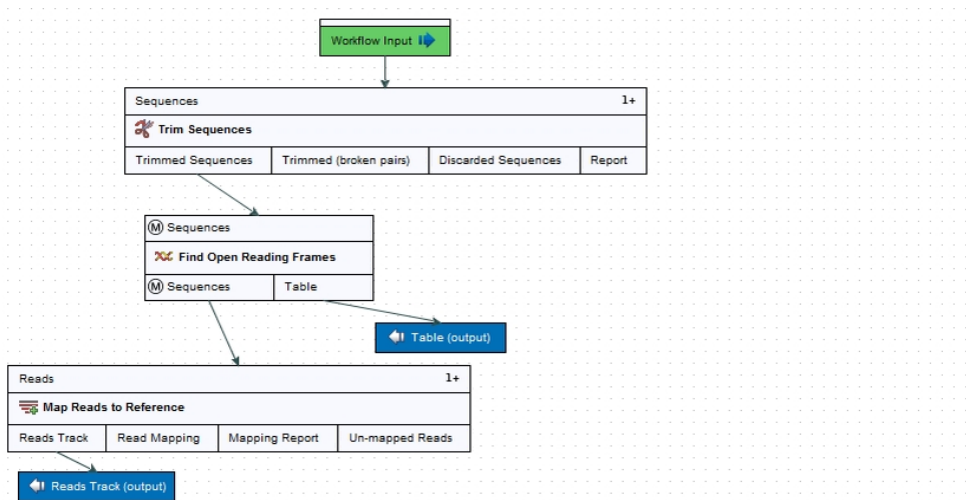 Workflow Input
Sequences 1+
Trim Sequences
Trimmed Sequences Trimmed (broken pairs) Discarded Sequences Report
M Sequences
Find Open Reading Frames
M Sequences Table
Table (output)
Reads 1+
Map Reads to Reference
Reads Track Read Mapping Mapping Report Un-mapped Reads
Reads Track (output)